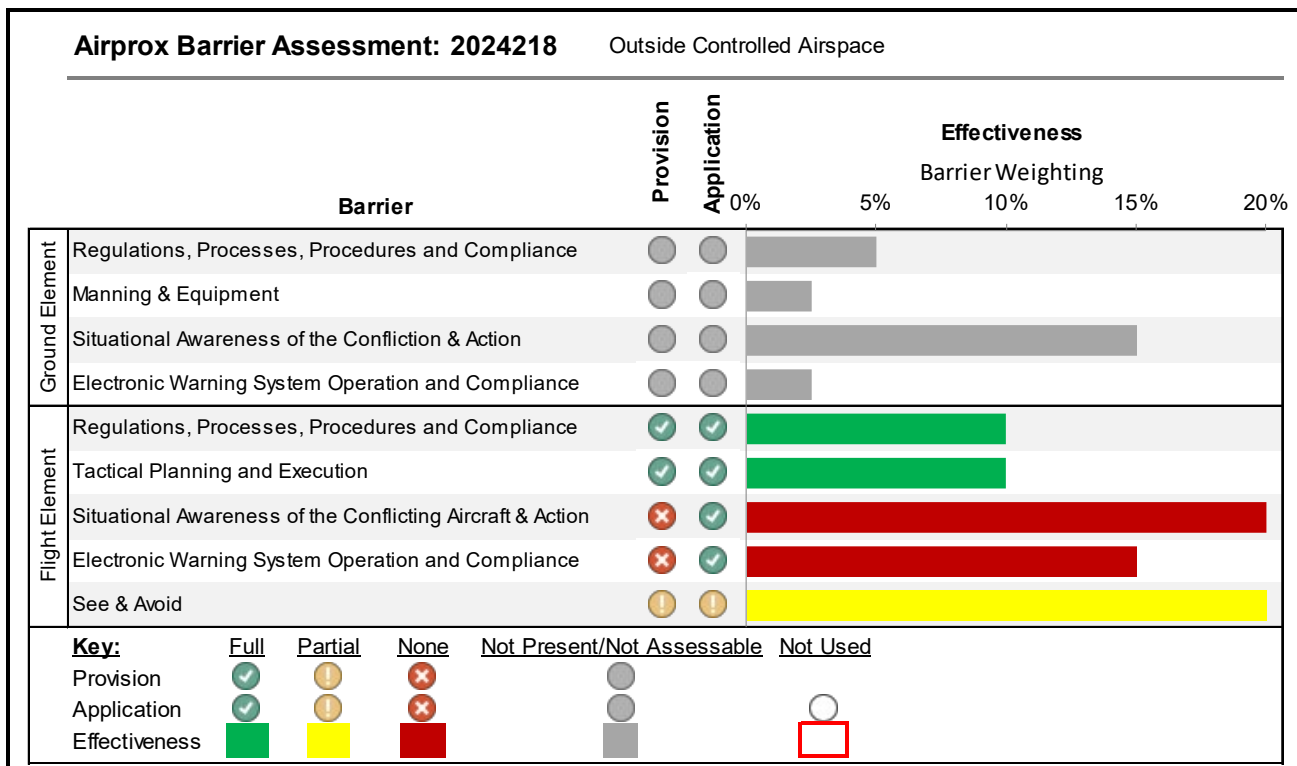 Airprox Barrier Assessment: 2024218 Outside Controlled Airspace
Provision
Application
Effectiveness
Barrier Weighting
Barrier
0% 5% 10% 15% 20%
Ground Element
Regulations, Processes, Procedures and Compliance
Manning & Equipment
Situational Awareness of the Confliction & Action
Electronic Warning System Operation and Compliance
Flight Element
Regulations, Processes, Procedures and Compliance
Tactical Planning and Execution
Situational Awareness of the Conflicting Aircraft & Action
Electronic Warning System Operation and Compliance
See & Avoid
Key: Full Partial None Not Present/Not Assessable Not Used
Provision
Application
Effectiveness